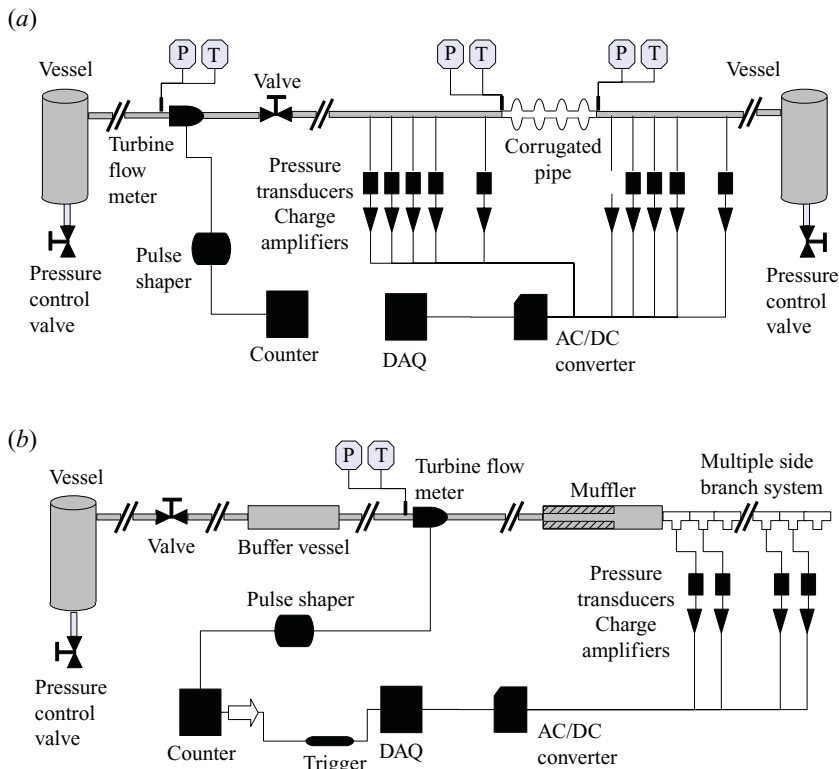 (a)
P T
P T
P T
Vessel
Valve
Vessel
Turbine
flow
meter
Corrugated
pipe
Pressure
transducers
Charge
amplifiers
Pulse
shaper
Pressure
control
valve
Pressure
control
valve
Counter
DAQ
AC/DC
converter
(b)
P T
Turbine flow
meter
Vessel
Muffler
Multiple side
branch system
Valve
Buffer vessel
Pulse shaper
Pressure
transducers
Charge
amplifiers
Pressure
control
valve
Counter
Trigger
DAQ
AC/DC
converter